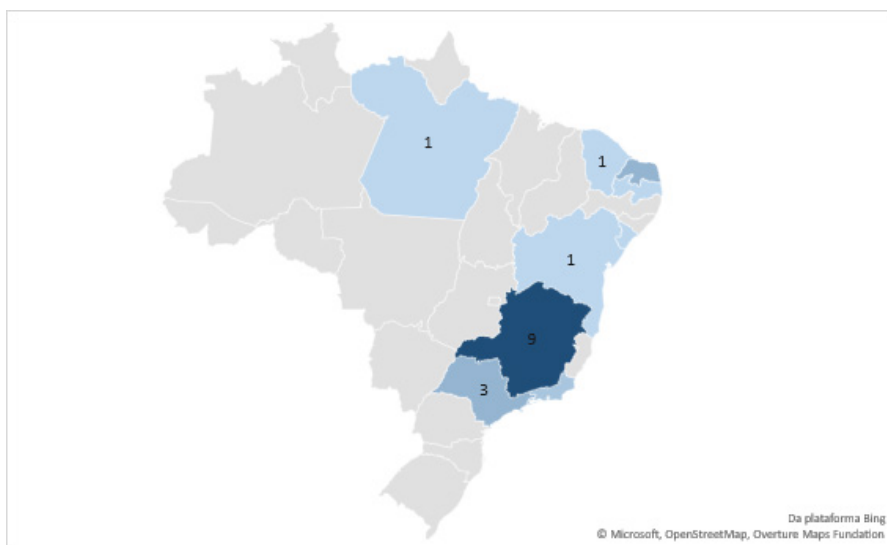 1
1
1
9
3
Da plataforma Bing
© Microsoft, OpenStreetMap, Overture Maps Fundation